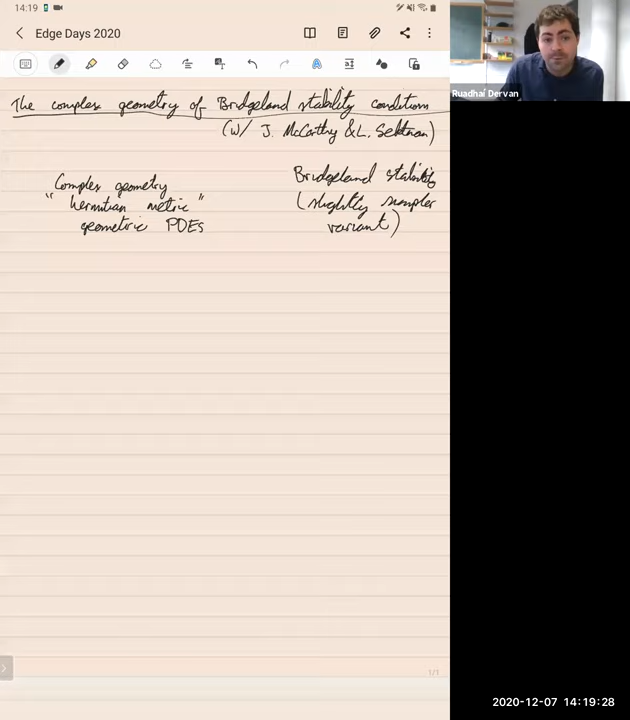 14:19
Edge Days 2020
The complex geometry of Bridgeland stability conditions
(w/ J. McCarthy & L. Sektnan)
Complex geometry
"hermitian metric"
geometric PDEs
Bridgeland stability
(slightly simpler
variant)
1/1
Ruadhaí Dervan
2020-12-07 14:19:28